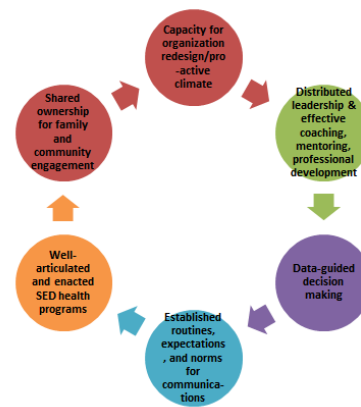 Capacity for
organization
redesign/pro
-active
climate
Distributed
leadership &
effective
coaching,
mentoring,
professional
development
Data-guided
decision
making
Established
routines,
expectations
, and norms
for
communica-
tions
Well-
articulated
and enacted
SED health
programs
Shared
ownership
for family
and
community
engagement